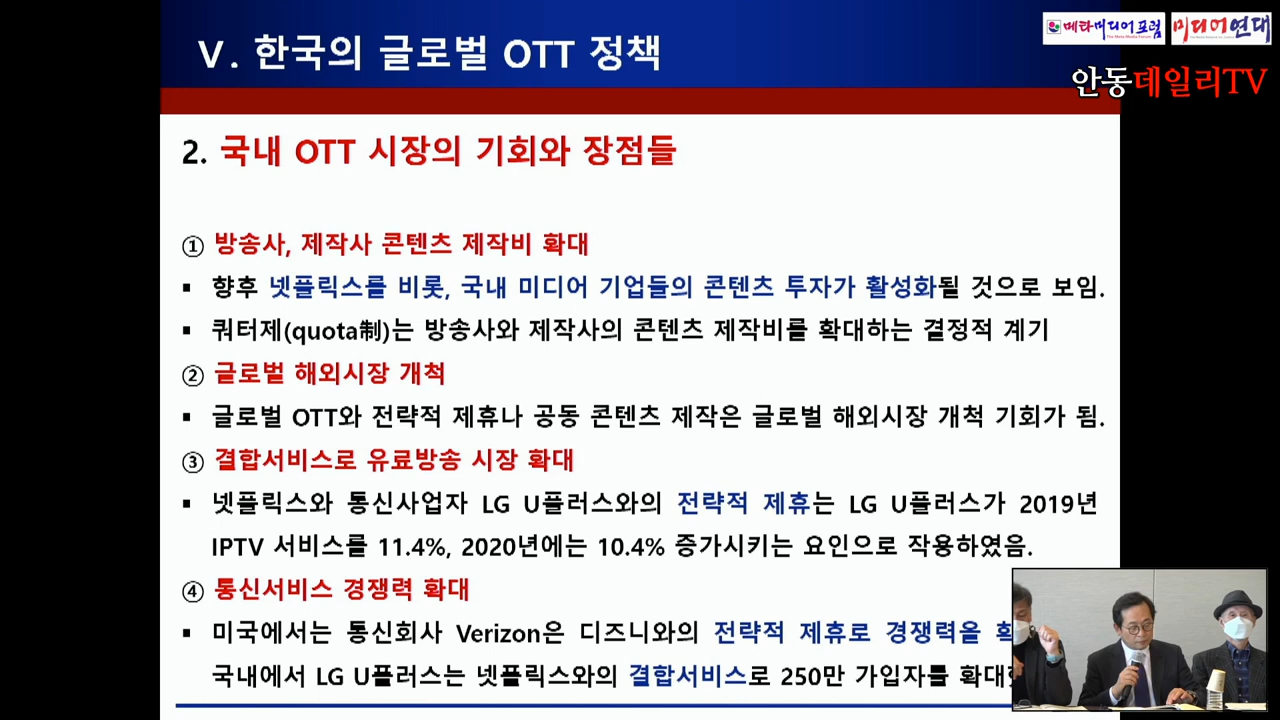 V. 한국의 글로벌 OTT 정책
메타미디어포럼
미디어연대
안동데일리TV
2. 국내 OTT 시장의 기회와 장점들
① 방송사, 제작사 콘텐츠 제작비 확대
▪ 향후 넷플릭스를 비롯, 국내 미디어 기업들의 콘텐츠 투자가 활성화될 것으로 보임.
▪ 쿼터제(quota制)는 방송사와 제작사의 콘텐츠 제작비를 확대하는 결정적 계기
② 글로벌 해외시장 개척
▪ 글로벌 OTT와 전략적 제휴나 공동 콘텐츠 제작은 글로벌 해외시장 개척 기회가 됨.
③ 결합서비스로 유료방송 시장 확대
▪ 넷플릭스와 통신사업자 LG U플러스와의 전략적 제휴는 LG U플러스가 2019년
IPTV 서비스를 11.4%, 2020년에는 10.4% 증가시키는 요인으로 작용하였음.
④ 통신서비스 경쟁력 확대
▪ 미국에서는 통신회사 Verizon은 디즈니와의 전략적 제휴로 경쟁력을
국내에서 LG U플러스는 넷플릭스와의 결합서비스로 250만 가입자를